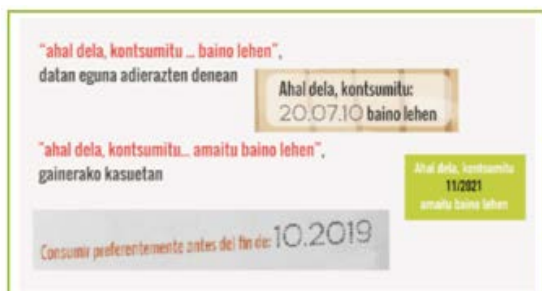 "ahal dela, kontsumitu ... baino lehen",
datan eguna adierazten denean
Ahal dela, kontsumitu:
20.07.10 baino lehen
"ahal dela, kontsumitu... amaitu baino lehen",
gainerako kasuetan
Ahal dela, kontsumitu
11/2021
amaitu baino lehen
Consumir preferentemente antes del fin de: 10.2019